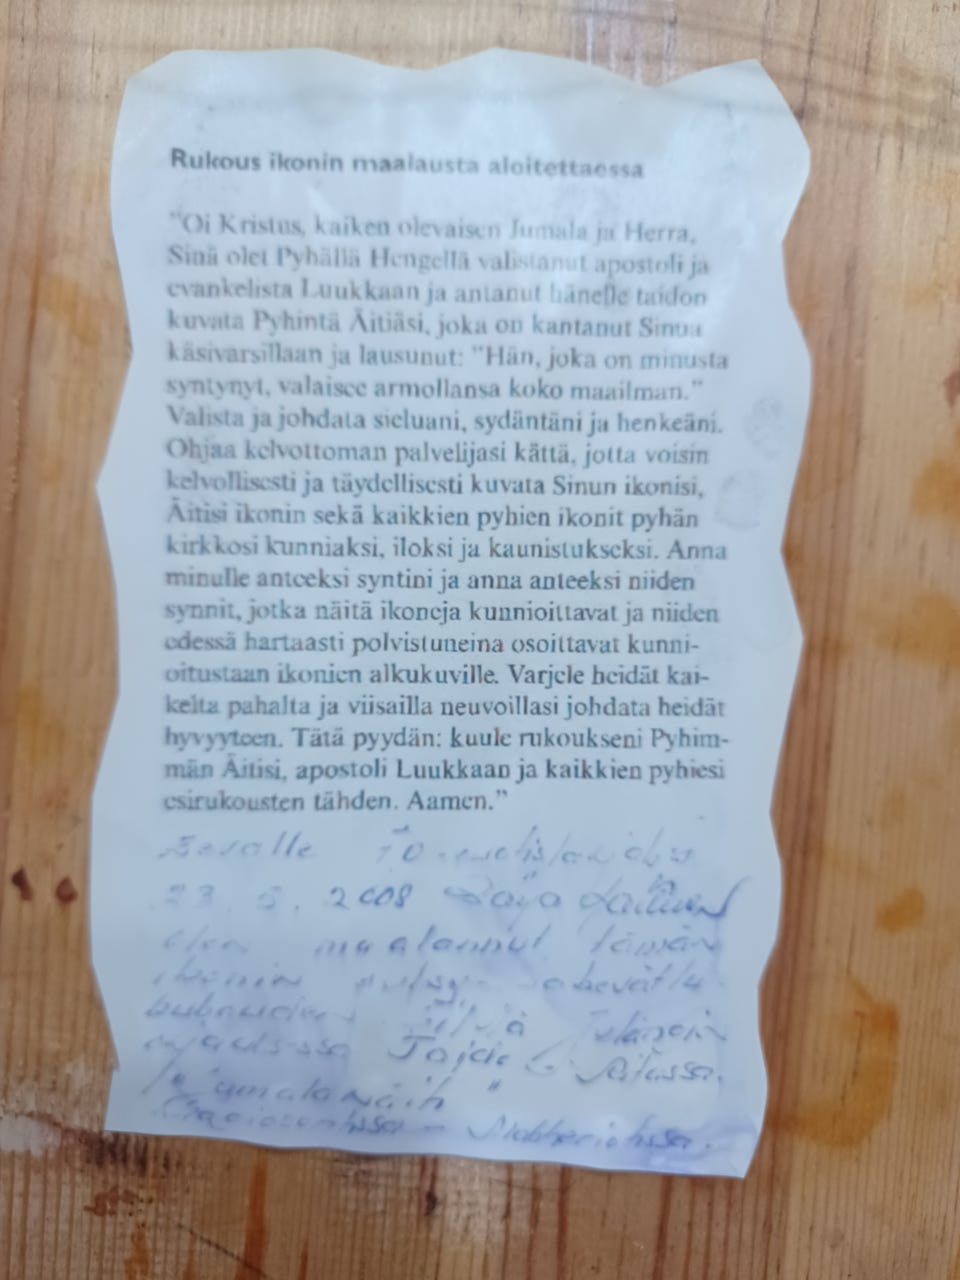 Rukous ikonin maalausta aloitettaessa
"Oi Kristus, kaiken olevaisen Jumala ja Herra,
Sinä olet Pyhällä Hengellä valistanut apostoli ja
evankelista Luukkaan ja antanut hänelle taidon
kuvata Pyhintä Äitiäsi, joka on kantanut Sinua
käsivarsillaan ja lausunut: "Hän, joka on minusta
syntynyt, valaisee armollansa koko maailman."
Valista ja johdata sieluani, sydäntäni ja henkeäni.
Ohjaa kelvottoman palvelijasi kättä, jotta voisin
kelvollisesti ja täydellisesti kuvata Sinun ikonisi,
Äitisi ikonin sekä kaikkien pyhien ikonit pyhän
kirkkosi kunniaksi, iloksi ja kaunistukseksi. Anna
minulle anteeksi syntini ja anna anteeksi niiden
synnit, jotka näitä ikoneja kunnioittavat ja niiden
edessä hartaasti polvistuneina osoittavat kunni-
oitustaan ikonien alkukuville. Varjele heidät kai-
kelta pahalta ja viisailla neuvoillasi johdata heidät
hyvyyteen. Tätä pyydän: kuule rukoukseni Pyhim-
män Äitisi, apostoli Luukkaan ja kaikkien pyhiesi
esirukousten tähden. Aamen."
Eevalle 70
23. 5. 2008 Laitinen
olen maalannut tämän
ikonin kevät